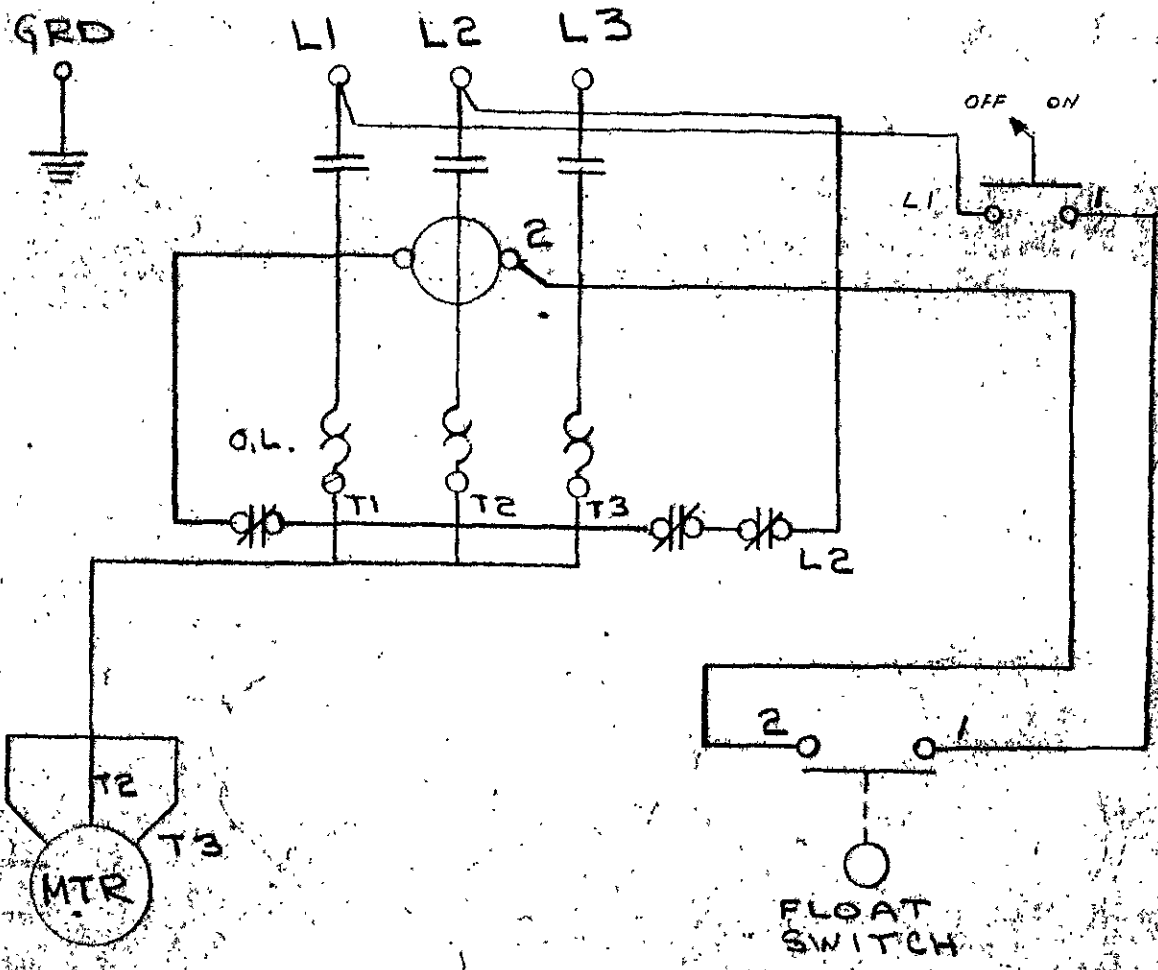 GRD
L1 L2 L3
OFF ON
L1 1
2
O.L.
T1 T2 T3
L2
2 1
T2
T3
MTR
FLOAT
SWITCH